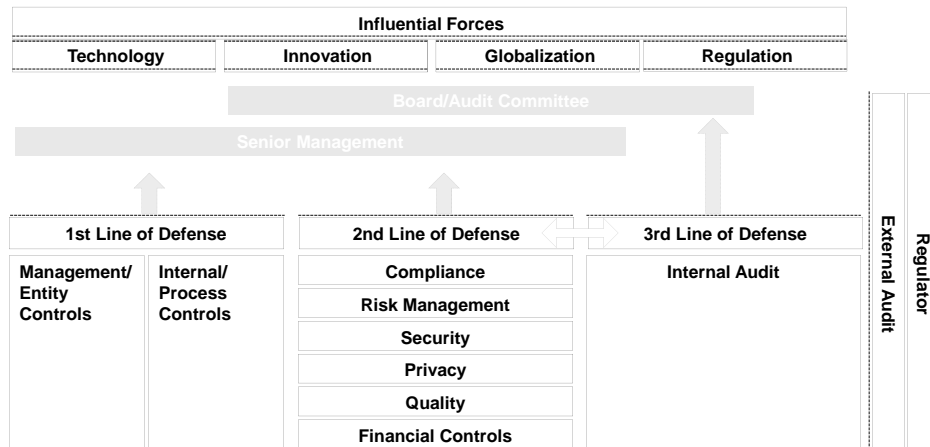 Influential Forces
Technology
Innovation
Globalization
Regulation
Board/Audit Committee
Senior Management
1st Line of Defense
2nd Line of Defense
3rd Line of Defense
Management/
Entity
Controls
Internal/
Process
Controls
Compliance
Risk Management
Security
Privacy
Quality
Financial Controls
Internal Audit
External Audit
Regulator